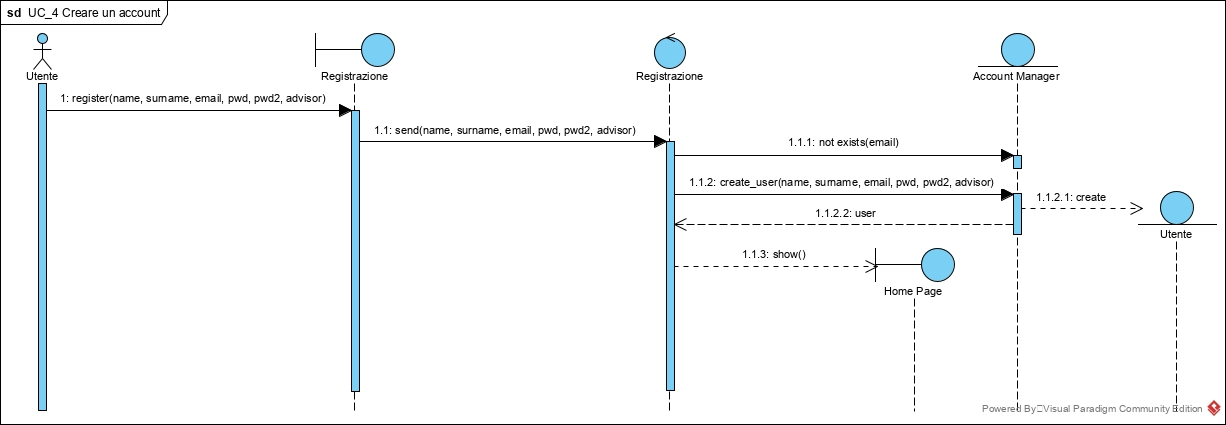 sd UC_4 Creare un account
Utente
Registrazione
Registrazione
Account Manager
1: register(name, surname, email, pwd, pwd2, advisor)
1.1: send(name, surname, email, pwd, pwd2, advisor)
1.1.1: not exists(email)
1.1.2: create_user(name, surname, email, pwd, pwd2, advisor)
1.1.2.1: create
1.1.2.2: user
Utente
1.1.3: show()
Home Page
Powered By Visual Paradigm Community Edition